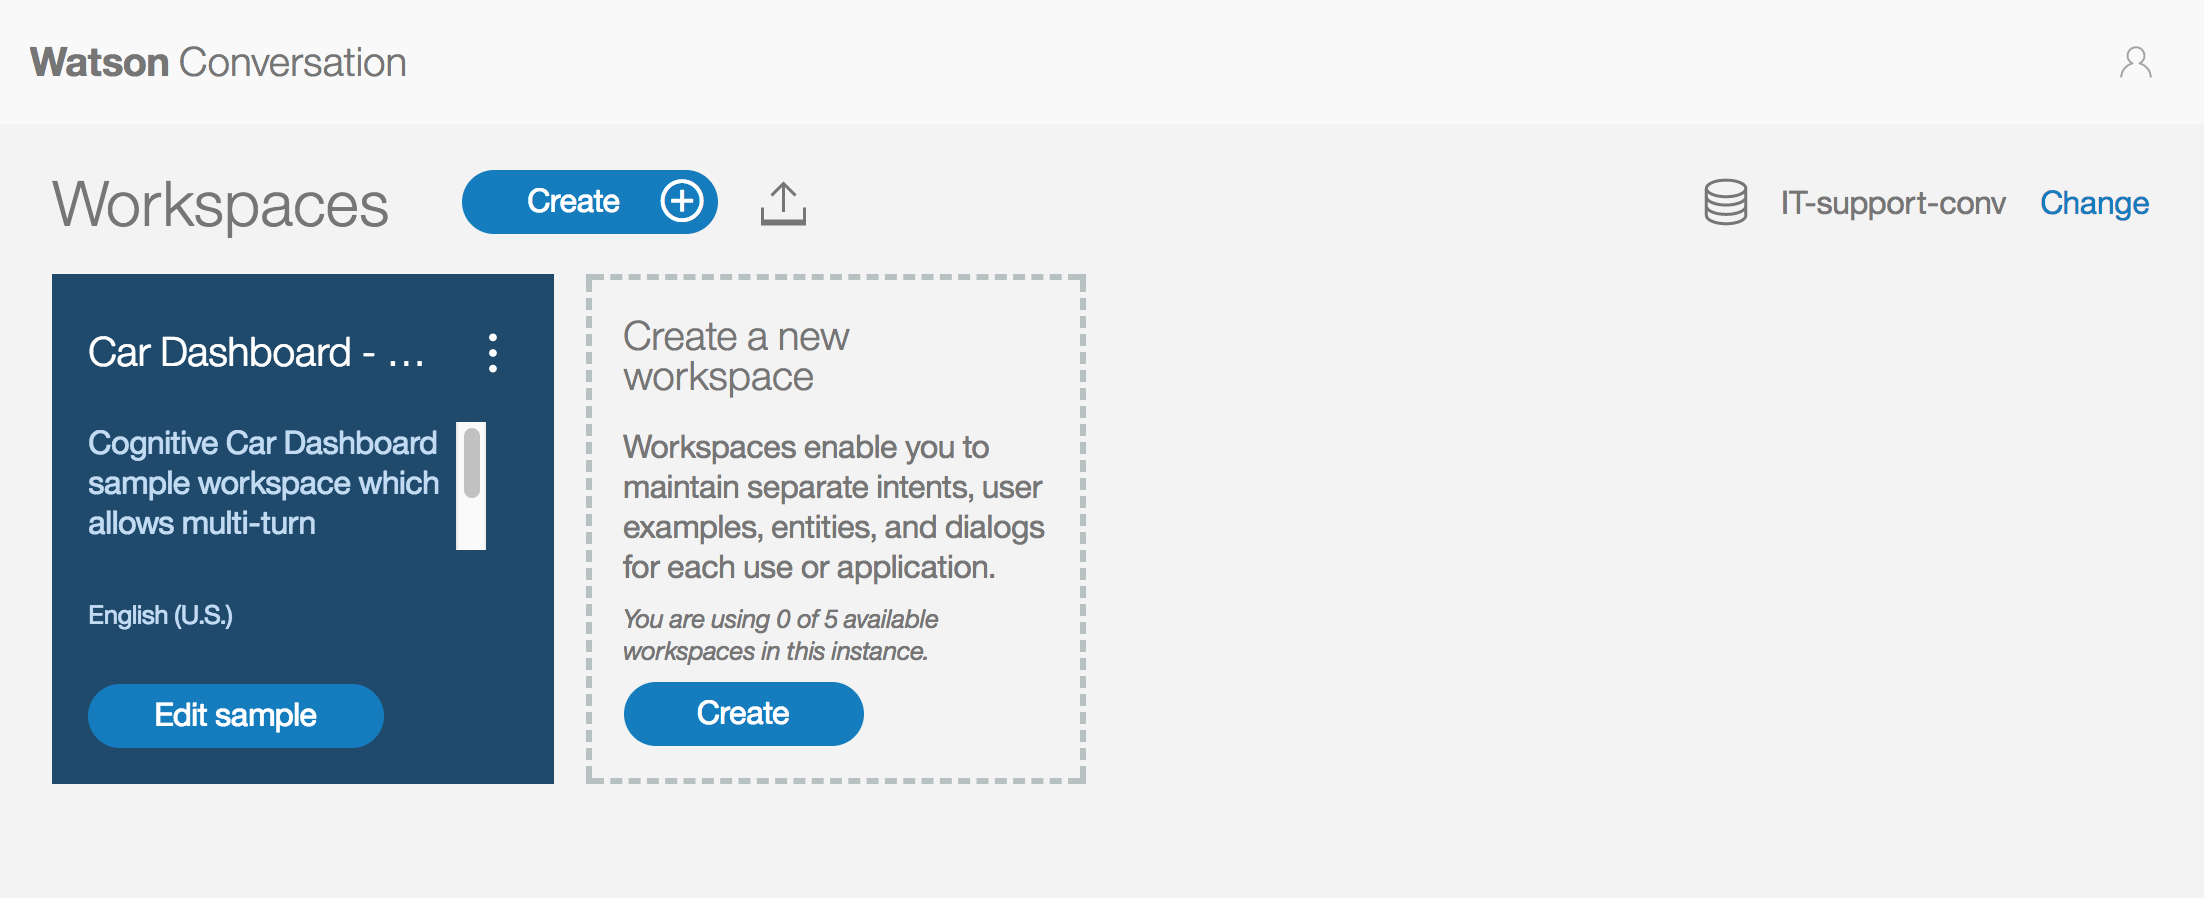 Watson Conversation
Workspaces
Create
IT-support-conv
Change
Car Dashboard - ...
Cognitive Car Dashboard
sample workspace which
allows multi-turn
English (U.S.)
Edit sample
Create a new
workspace
Workspaces enable you to
maintain separate intents, user
examples, entities, and dialogs
for each use or application.
You are using 0 of 5 available
workspaces in this instance.
Create